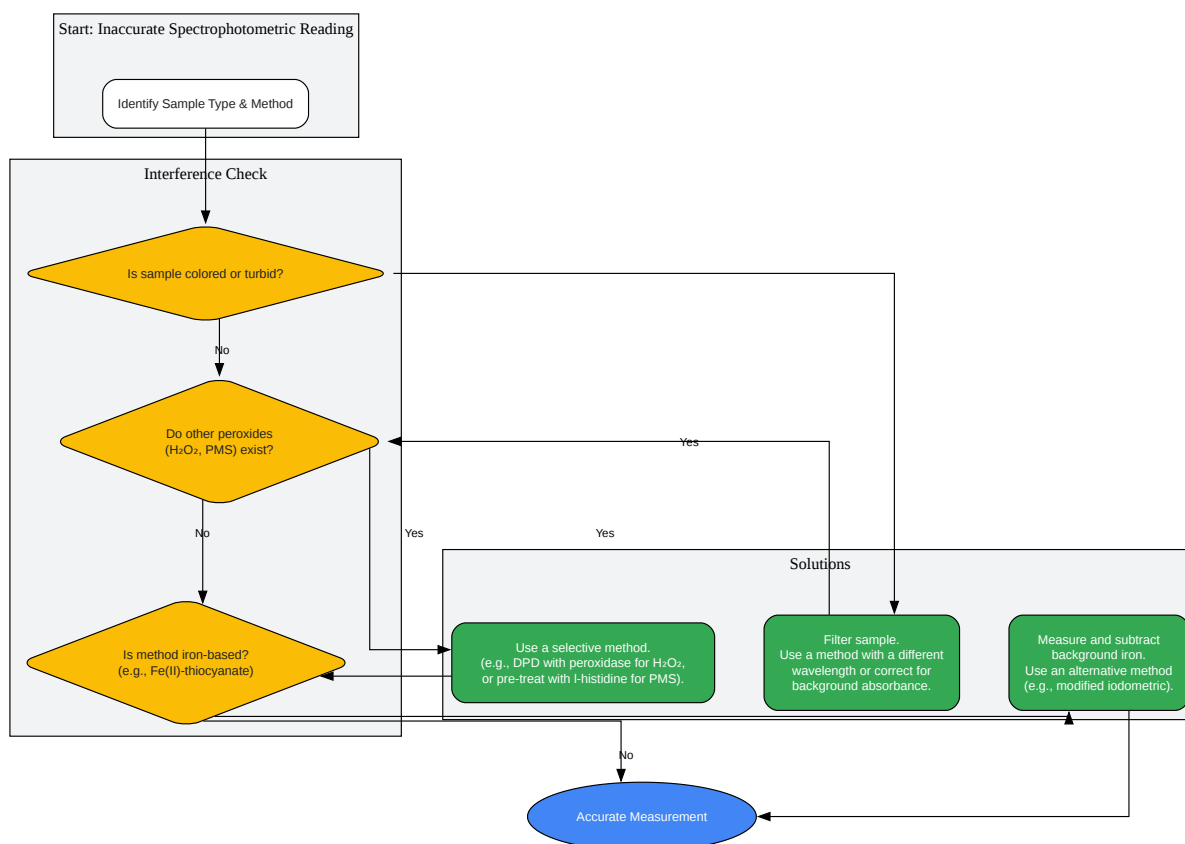 Start: Inaccurate Spectrophotometric Reading
Identify Sample Type & Method
Interference Check
Is sample colored or turbid?
No
Do other peroxides
(H₂O₂, PMS) exist?
Yes
No
Yes
Yes
Solutions
Is method iron-based?
(e.g., Fe(II)-thiocyanate)
Use a selective method.
(e.g., DPD with peroxidase for H₂O₂,
or pre-treat with l-histidine for PMS).
Filter sample.
Use a method with a different
wavelength or correct for
background absorbance.
Measure and subtract
background iron.
Use an alternative method
(e.g., modified iodometric).
No
Accurate Measurement